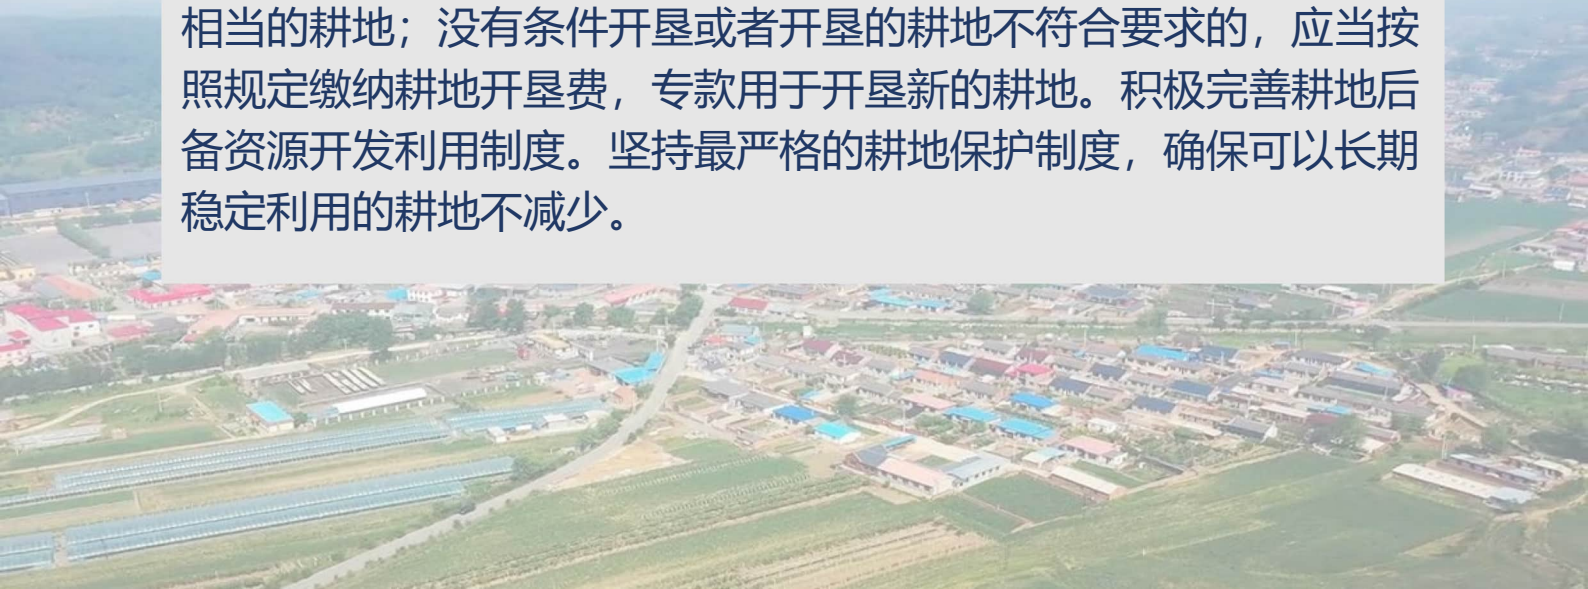 相当的耕地；没有条件开垦或者开垦的耕地不符合要求的，应当按
照规定缴纳耕地开垦费，专款用于开垦新的耕地。积极完善耕地后
备资源开发利用制度。坚持最严格的耕地保护制度，确保可以长期
稳定利用的耕地不减少。